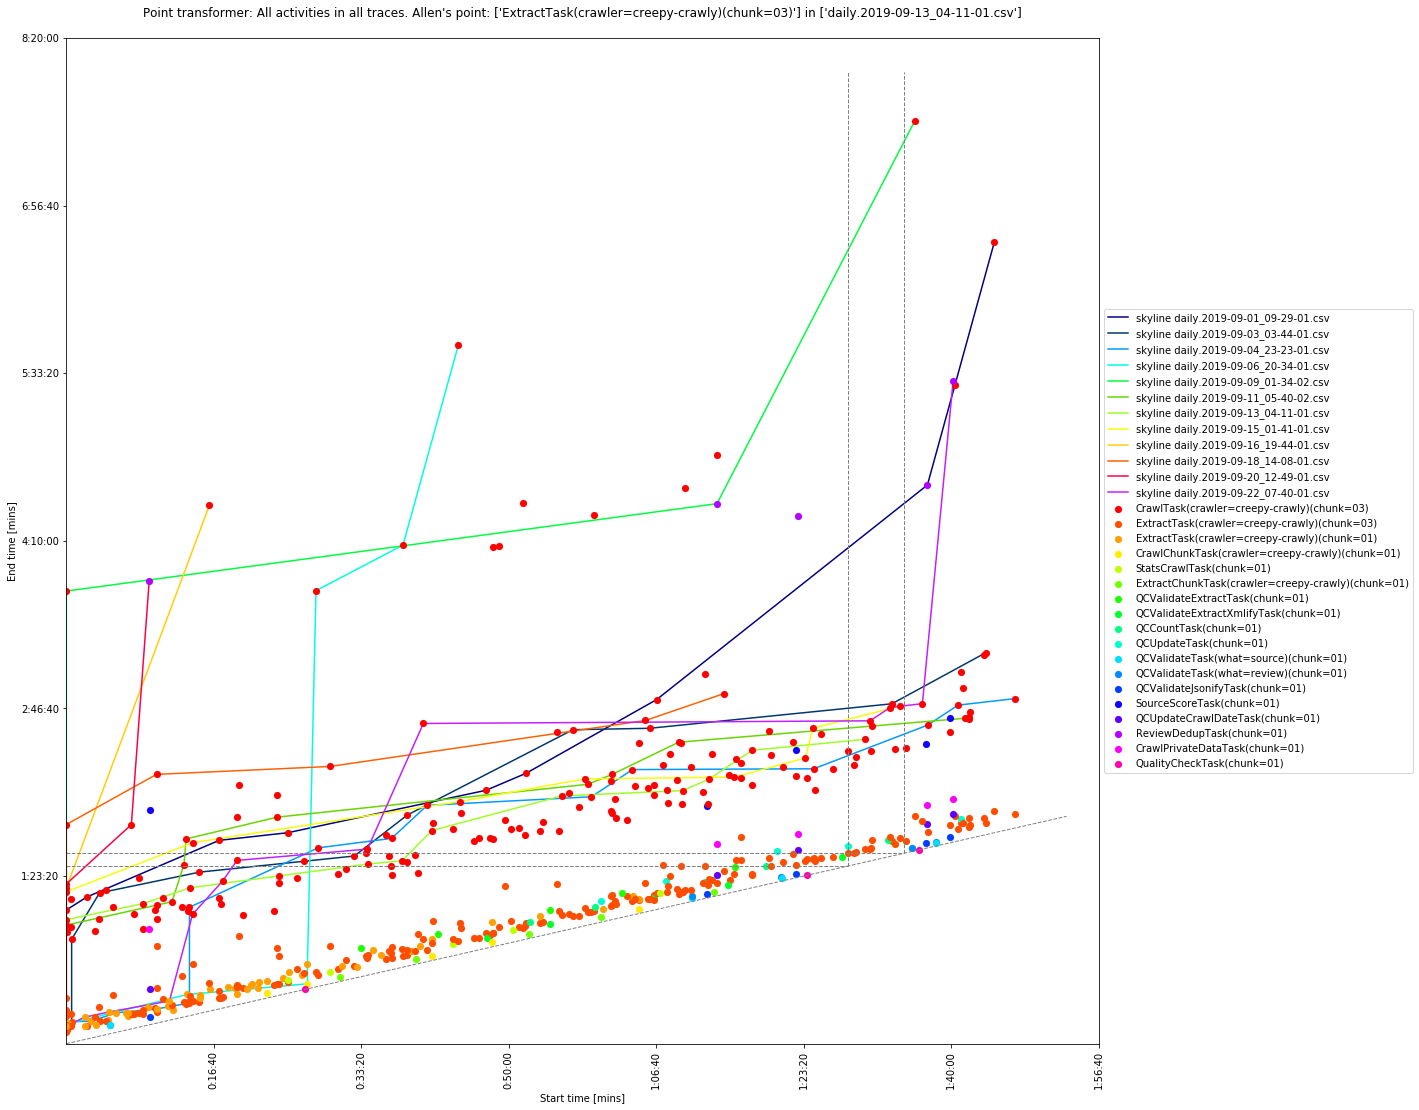 Point transformer: All activities in all traces. Allen's point: ['ExtractTask(crawler=creepy-crawly)(chunk=03)'] in ['daily.2019-09-13_04-11-01.csv']
8:20:00
6:56:40
5:33:20
4:10:00
2:46:40
1:23:20
End time [mins]
0:16:40
0:33:20
0:50:00
1:06:40
1:23:20
1:40:00
1:56:40
Start time [mins]
skyline daily.2019-09-01_09-29-01.csv
skyline daily.2019-09-03_03-44-01.csv
skyline daily.2019-09-04_23-23-01.csv
skyline daily.2019-09-06_20-34-01.csv
skyline daily.2019-09-09_01-34-02.csv
skyline daily.2019-09-11_05-40-02.csv
skyline daily.2019-09-13_04-11-01.csv
skyline daily.2019-09-15_01-41-01.csv
skyline daily.2019-09-16_19-44-01.csv
skyline daily.2019-09-18_14-08-01.csv
skyline daily.2019-09-20_12-49-01.csv
skyline daily.2019-09-22_07-40-01.csv
CrawlTask(crawler=creepy-crawly)(chunk=03)
ExtractTask(crawler=creepy-crawly)(chunk=03)
ExtractTask(crawler=creepy-crawly)(chunk=01)
CrawlChunkTask(crawler=creepy-crawly)(chunk=01)
StatsCrawlTask(chunk=01)
ExtractChunkTask(crawler=creepy-crawly)(chunk=01)
QCValidateExtractTask(chunk=01)
QCValidateExtractXmlifyTask(chunk=01)
QCCountTask(chunk=01)
QCUpdateTask(chunk=01)
QCValidateTask(what=source)(chunk=01)
QCValidateTask(what=review)(chunk=01)
QCValidateJsonifyTask(chunk=01)
SourceScoreTask(chunk=01)
QCUpdateCrawlDateTask(chunk=01)
ReviewDedupTask(chunk=01)
CrawlPrivateDataTask(chunk=01)
QualityCheckTask(chunk=01)